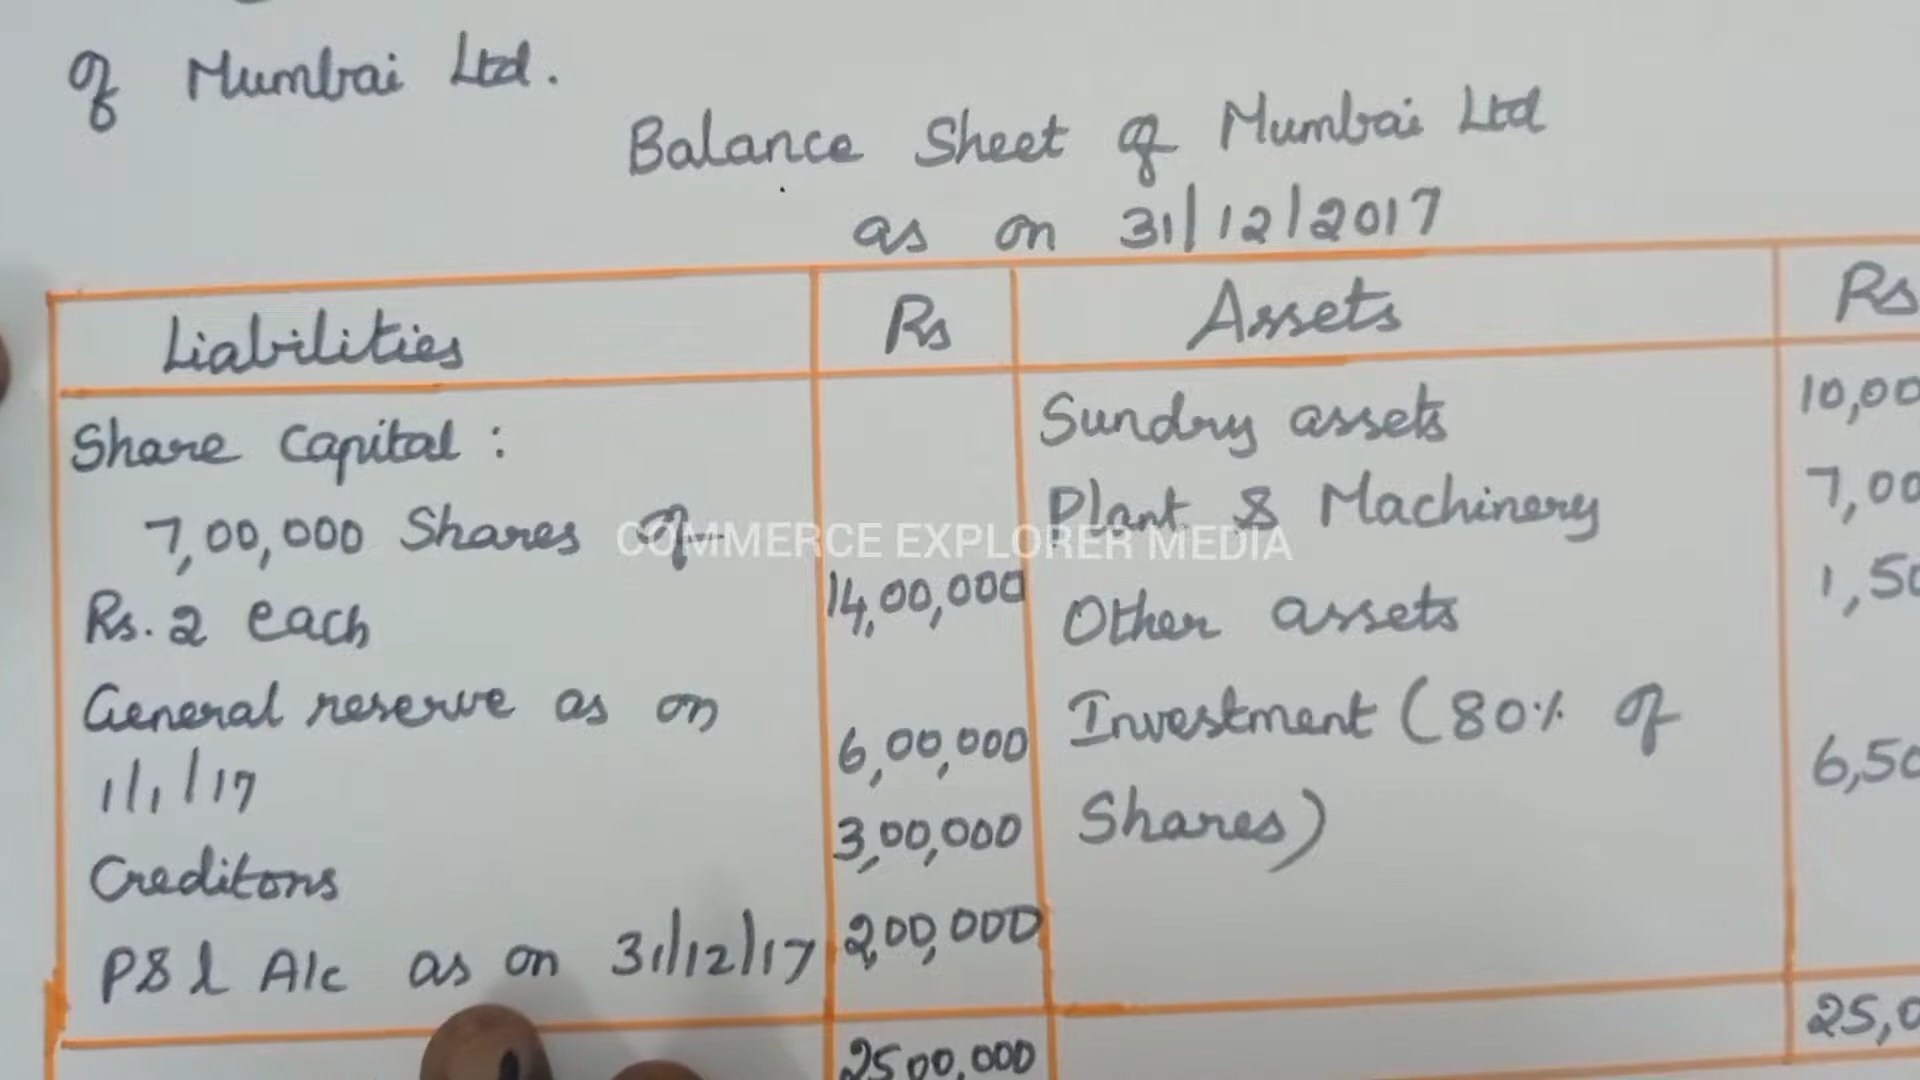 of Mumbai Ltd.
Balance Sheet of Mumbai Ltd
as on 31/12/2017
Liabilities Rs Assets Rs
Share Capital :
7,00,000 Shares of
Rs. 2 each 14,00,000
General reserve as on
1/1/17 6,00,000
Creditors 3,00,000
P&L A/c as on 31/12/17 2,00,000
2500,000
Sundry assets 10,00
Plant & Machinery 7,00
Other assets 1,50
Investment (80% of
Shares) 6,50
25,0
COMMERCE EXPLORER MEDIA